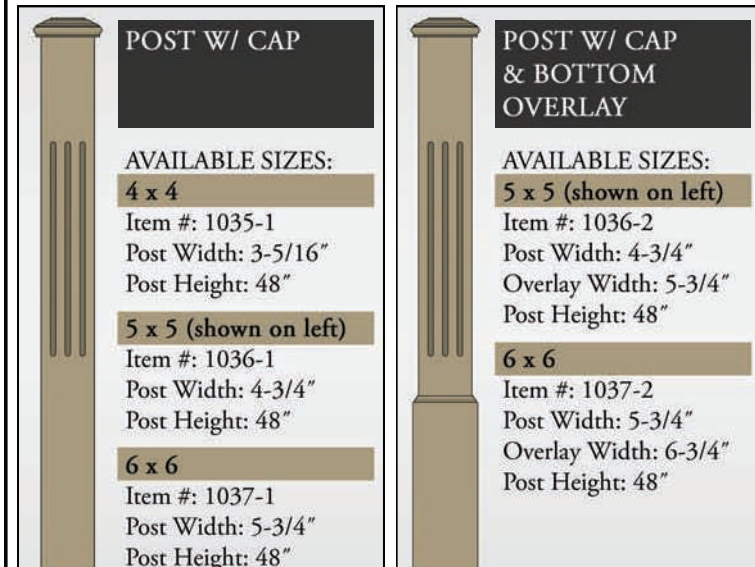 POST W/ CAP
AVAILABLE SIZES:
4 x 4
Item #: 1035-1
Post Width: 3-5/16″
Post Height: 48″
5 x 5 (shown on left)
Item #: 1036-1
Post Width: 4-3/4″
Post Height: 48″
6 x 6
Item #: 1037-1
Post Width: 5-3/4″
Post Height: 48″
POST W/ CAP
& BOTTOM
OVERLAY
AVAILABLE SIZES:
5 x 5 (shown on left)
Item #: 1036-2
Post Width: 4-3/4″
Overlay Width: 5-3/4″
Post Height: 48″
6 x 6
Item #: 1037-2
Post Width: 5-3/4″
Overlay Width: 6-3/4″
Post Height: 48″